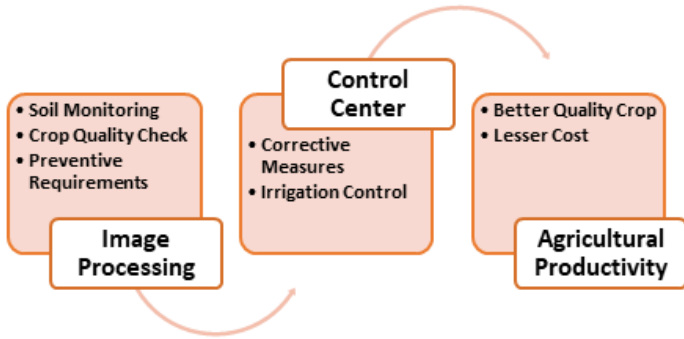 • Soil Monitoring
• Crop Quality Check
• Preventive
Requirements
Image
Processing
Control
Center
• Corrective
Measures
• Irrigation Control
• Better Quality Crop
• Lesser Cost
Agricultural
Productivity